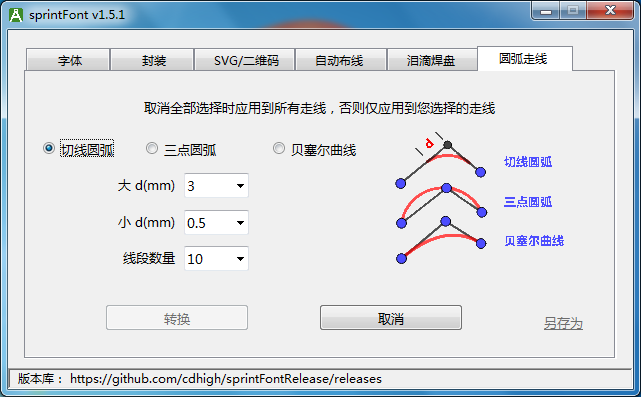 sprintFont v1.5.1
字体 封装 SVG/二维码 自动布线 泪滴焊盘 圆弧走线
取消全部选择时应用到所有走线，否则仅应用到您选择的走线
切线圆弧 三点圆弧 贝塞尔曲线
d
切线圆弧
大 d(mm) 3
三点圆弧
小 d(mm) 0.5
贝塞尔曲线
线段数量 10
转换 取消 另存为
版本库： https://github.com/cdhigh/sprintFontRelease/releases